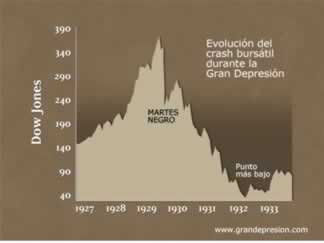 390
340
290
240
190
140
90
40
Dow Jones
Evolución del
crash bursátil
durante la
Gran Depresión
MARTES
NEGRO
Punto
más bajo
1927 1928 1929 1930 1931 1932 1933
www.grandepresion.com